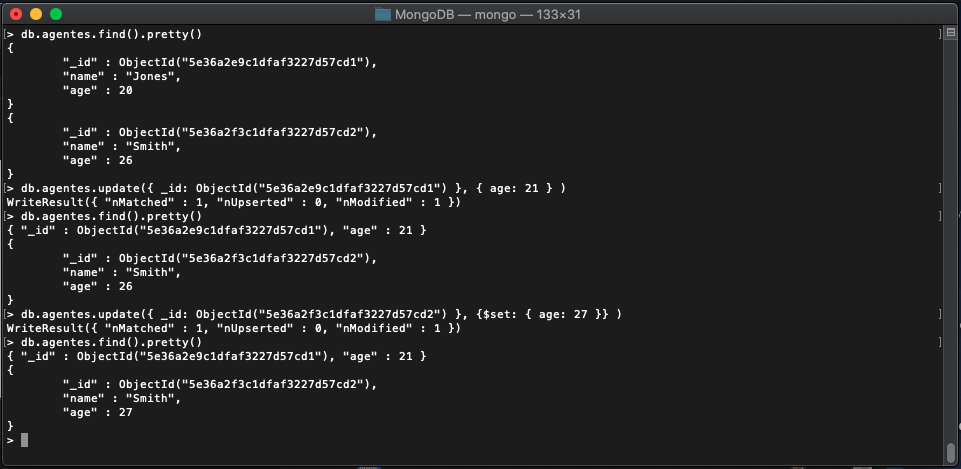 MongoDB — mongo — 133×31
[> db.agentes.find().pretty() ]
{
"_id" : ObjectId("5e36a2e9c1dfaf3227d57cd1"),
"name" : "Jones",
"age" : 20
}
{
"_id" : ObjectId("5e36a2f3c1dfaf3227d57cd2"),
"name" : "Smith",
"age" : 26
}
[> db.agentes.update({ _id: ObjectId("5e36a2e9c1dfaf3227d57cd1") }, { age: 21 } ) ]
WriteResult({ "nMatched" : 1, "nUpserted" : 0, "nModified" : 1 })
[> db.agentes.find().pretty() ]
{ "_id" : ObjectId("5e36a2e9c1dfaf3227d57cd1"), "age" : 21 }
{
"_id" : ObjectId("5e36a2f3c1dfaf3227d57cd2"),
"name" : "Smith",
"age" : 26
}
[> db.agentes.update({ _id: ObjectId("5e36a2f3c1dfaf3227d57cd2") }, {$set: { age: 27 }} ) ]
WriteResult({ "nMatched" : 1, "nUpserted" : 0, "nModified" : 1 })
[> db.agentes.find().pretty() ]
{ "_id" : ObjectId("5e36a2e9c1dfaf3227d57cd1"), "age" : 21 }
{
"_id" : ObjectId("5e36a2f3c1dfaf3227d57cd2"),
"name" : "Smith",
"age" : 27
}
>